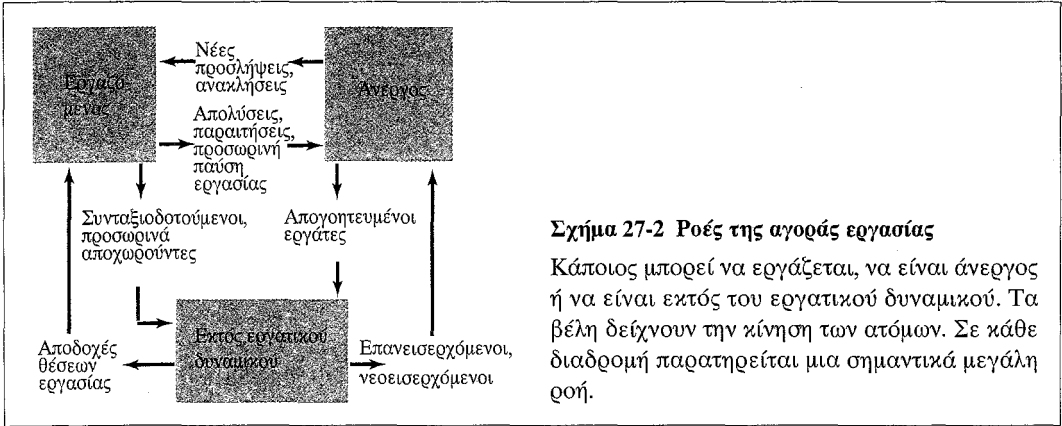 Εργαζό-
μενος
Νέες
προσλήψεις,
ανακλήσεις
Άνεργος
Απολύσεις,
παραιτήσεις,
προσωρινή
παύση
εργασίας
Συνταξιοδοτούμενοι,
προσωρινά
αποχωρούντες
Απογοητευμένοι
εργάτες
Αποδοχές
θέσεων
εργασίας
Εκτός εργατικού
δυναμικού
Επανεισερχόμενοι,
νεοεισερχόμενοι
Σχήμα 27-2 Ροές της αγοράς εργασίας
Κάποιος μπορεί να εργάζεται, να είναι άνεργος
ή να είναι εκτός του εργατικού δυναμικού. Τα
βέλη δείχνουν την κίνηση των ατόμων. Σε κάθε
διαδρομή παρατηρείται μια σημαντικά μεγάλη
ροή.